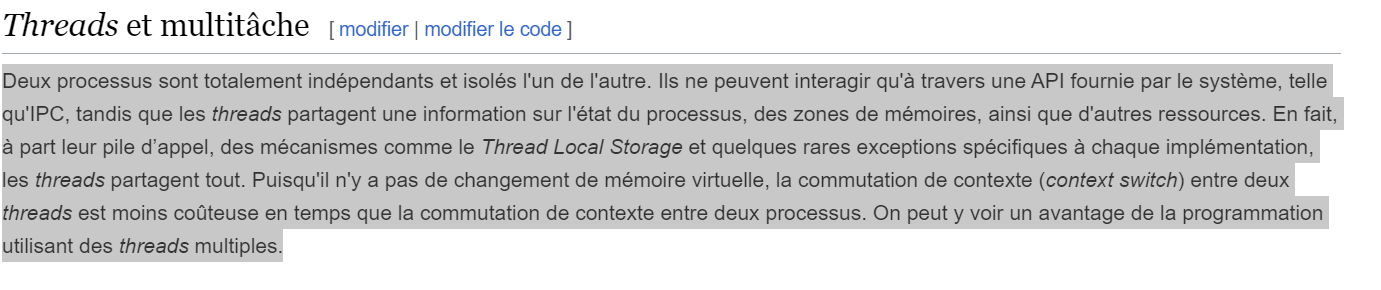 Threads et multitâche [ modifier | modifier le code ]
Deux processus sont totalement indépendants et isolés l'un de l'autre. Ils ne peuvent interagir qu'à travers une API fournie par le système, telle
qu'IPC, tandis que les threads partagent une information sur l'état du processus, des zones de mémoires, ainsi que d'autres ressources. En fait,
à part leur pile d’appel, des mécanismes comme le Thread Local Storage et quelques rares exceptions spécifiques à chaque implémentation,
les threads partagent tout. Puisqu'il n'y a pas de changement de mémoire virtuelle, la commutation de contexte (context switch) entre deux
threads est moins coûteuse en temps que la commutation de contexte entre deux processus. On peut y voir un avantage de la programmation
utilisant des threads multiples.